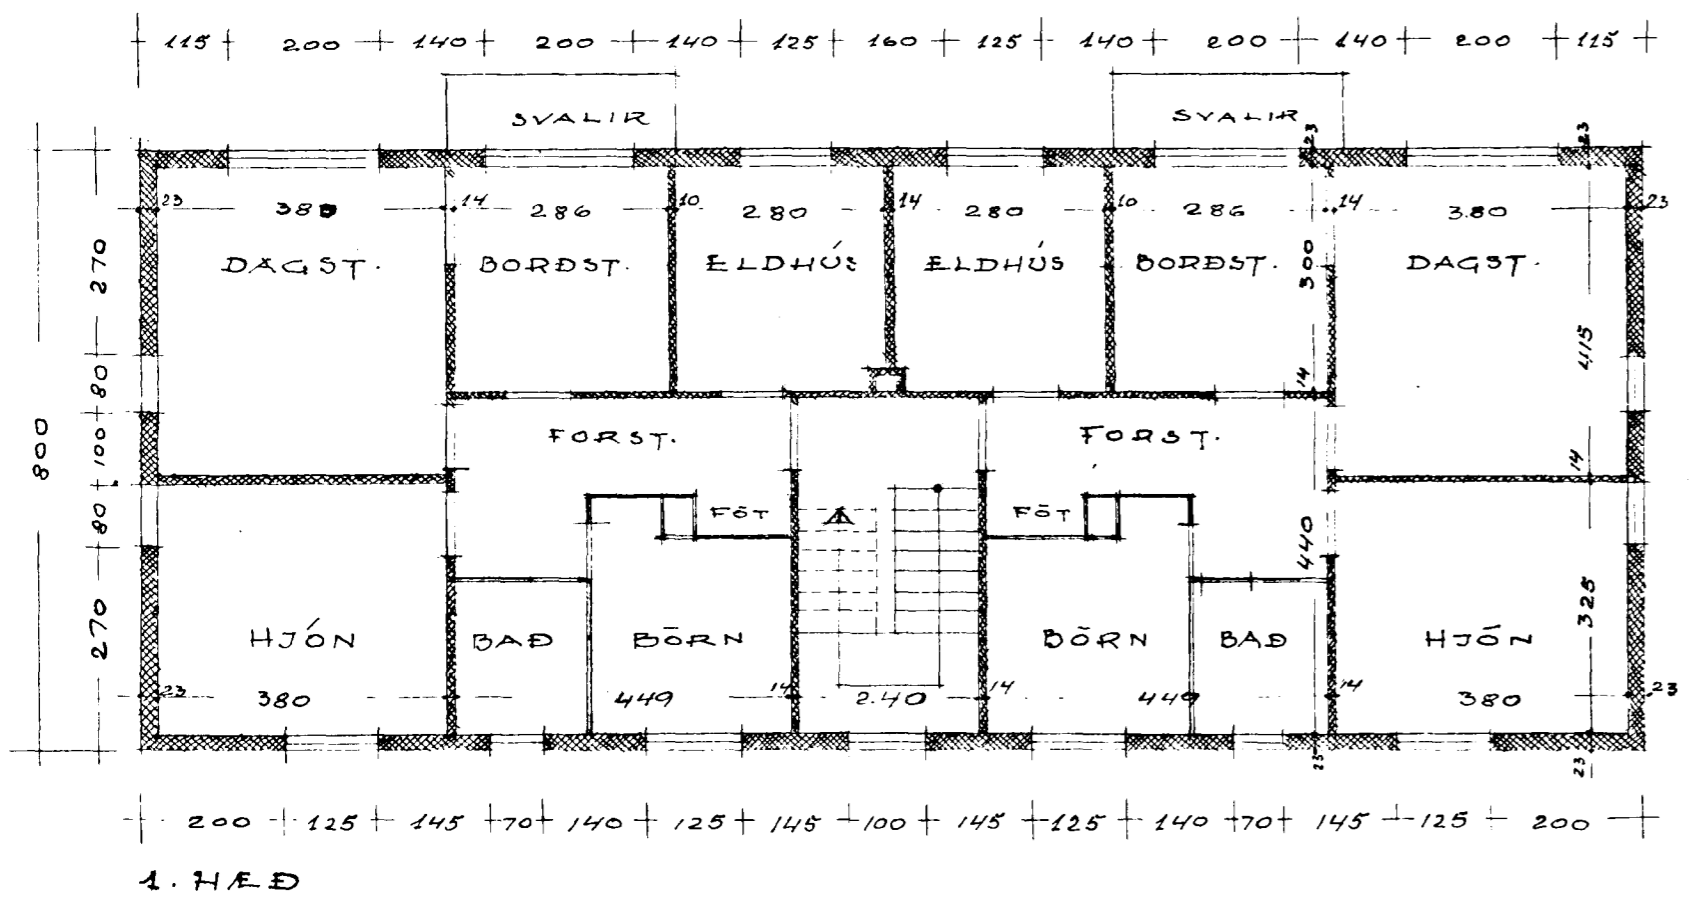 115 200 140 200 140 125 160 125 140 200 140 200 115
SVALIR SVALIR
23 23
23 380 14 286 10 280 14 280 10 286 14 3.80 23
DAGST. BORÐST. ELDHÚS ELDHÚS BORÐST. DAGST.
270 300
415
80 14
FORST. FORST.
800 100 14
FÖT FÖT
80 440
270 325
HJÓN BAÐ BÖRN BÖRN BAÐ HJÓN
23 380 449 14 2.40 14 449 14 380 23
23 23
200 125 145 70 140 125 145 100 145 125 140 70 145 125 200
1. HÆÐ